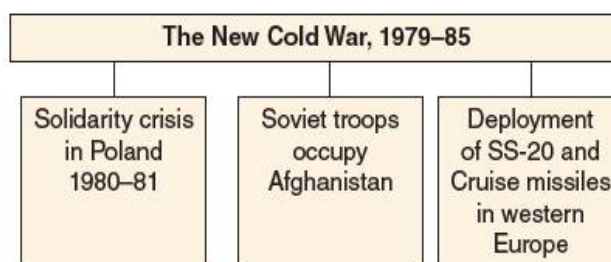 The New Cold War, 1979–85
Solidarity crisis
in Poland
1980–81
Soviet troops
occupy
Afghanistan
Deployment
of SS-20 and
Cruise missiles
in western
Europe